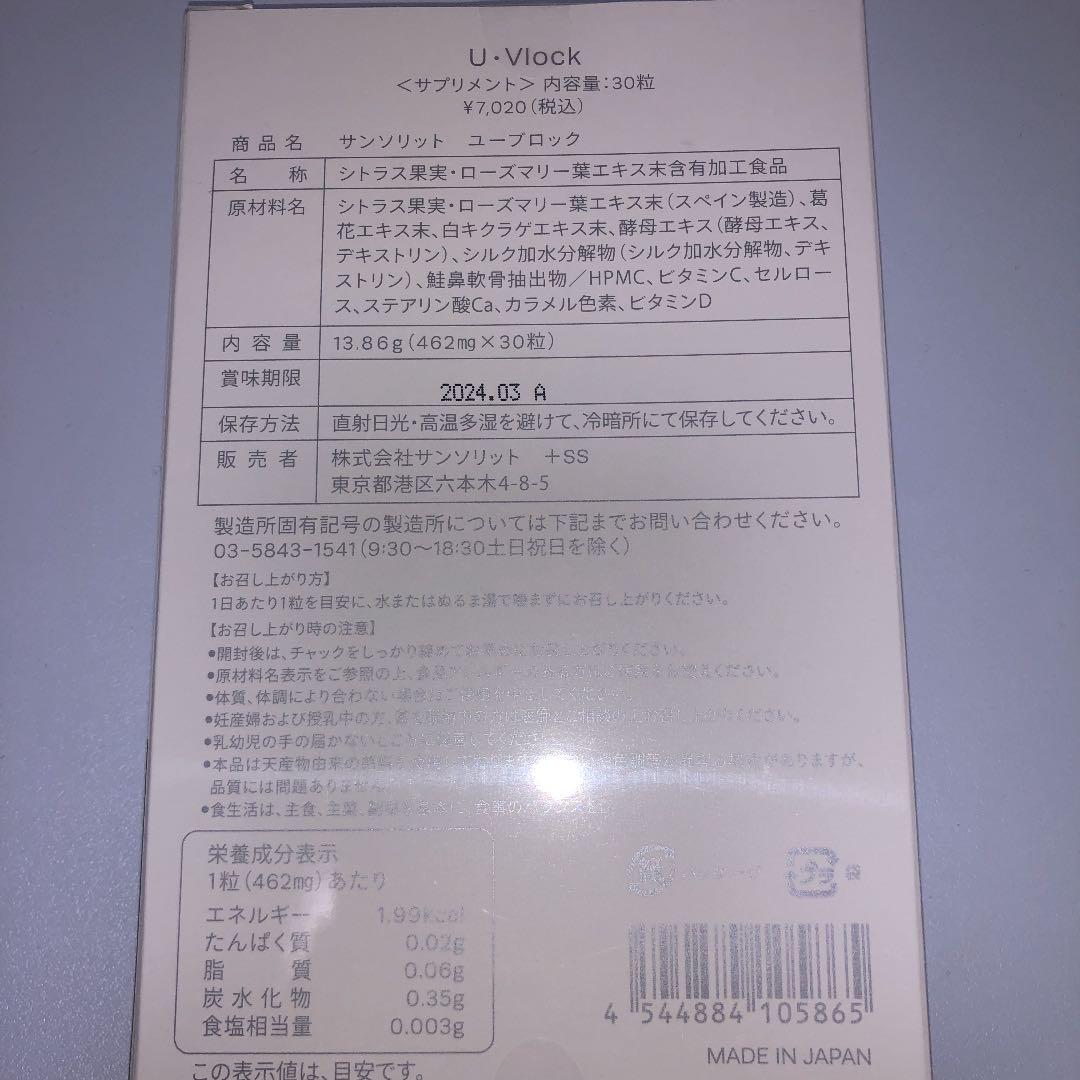 U・Vlock
＜サプリメント＞ 内容量：30粒
¥7,020（税込）
商品名 サンソリット ユーブロック
名称 シトラス果実・ローズマリー葉エキス末含有加工食品
原材料名 シトラス果実・ローズマリー葉エキス末（スペイン製造）、葛
花エキス末、白キクラゲエキス末、酵母エキス（酵母エキス、
デキストリン）、シルク加水分解物（シルク加水分解物、デキ
ストリン）、鮭鼻軟骨抽出物／HPMC、ビタミンC、セルロー
ス、ステアリン酸Ca、カラメル色素、ビタミンD
内容量 13.86g（462mg×30粒）
賞味期限 2024.03 A
保存方法 直射日光・高温多湿を避けて、冷暗所にて保存してください。
販売者 株式会社サンソリット ＋SS
東京都港区六本木4-8-5
製造所固有記号の製造所については下記までお問い合わせください。
03-5843-1541（9:30〜18:30土日祝日を除く）
【お召し上がり方】
1日あたり1粒を目安に、水またはぬるま湯で噛まずにお召し上がりください。
【お召し上がり時の注意】
●開封後は、チャックをしっかり締めて
●原材料名表示をご参照の上、
●体質、体調により合わない場合は
●妊産婦および授乳中の方、
●乳幼児の手の届かないところに
●本品は天産物由来の がありますが、
品質には問題ありません。
●食生活は、主食、主菜、
栄養成分表示
1粒（462mg）あたり
エネルギー 1.99kcal
たんぱく質 0.02g
脂質 0.06g
炭水化物 0.35g
食塩相当量 0.003g
この表示値は、目安です。
紙
プラ 袋
4 544884 105865
MADE IN JAPAN